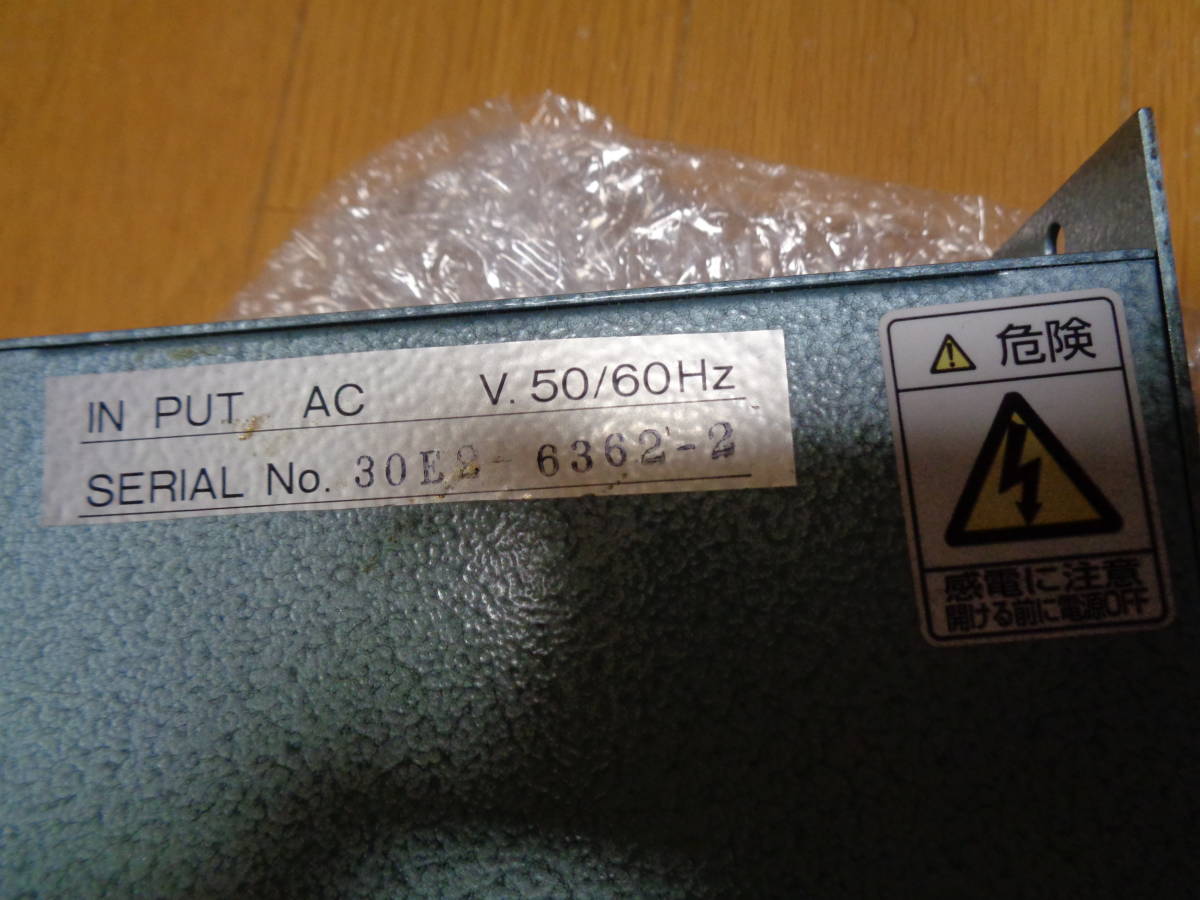 IN PUT AC V. 50/60Hz
SERIAL No. 30E2-6362-2
危険
感電に注意
開ける前に電源OFF